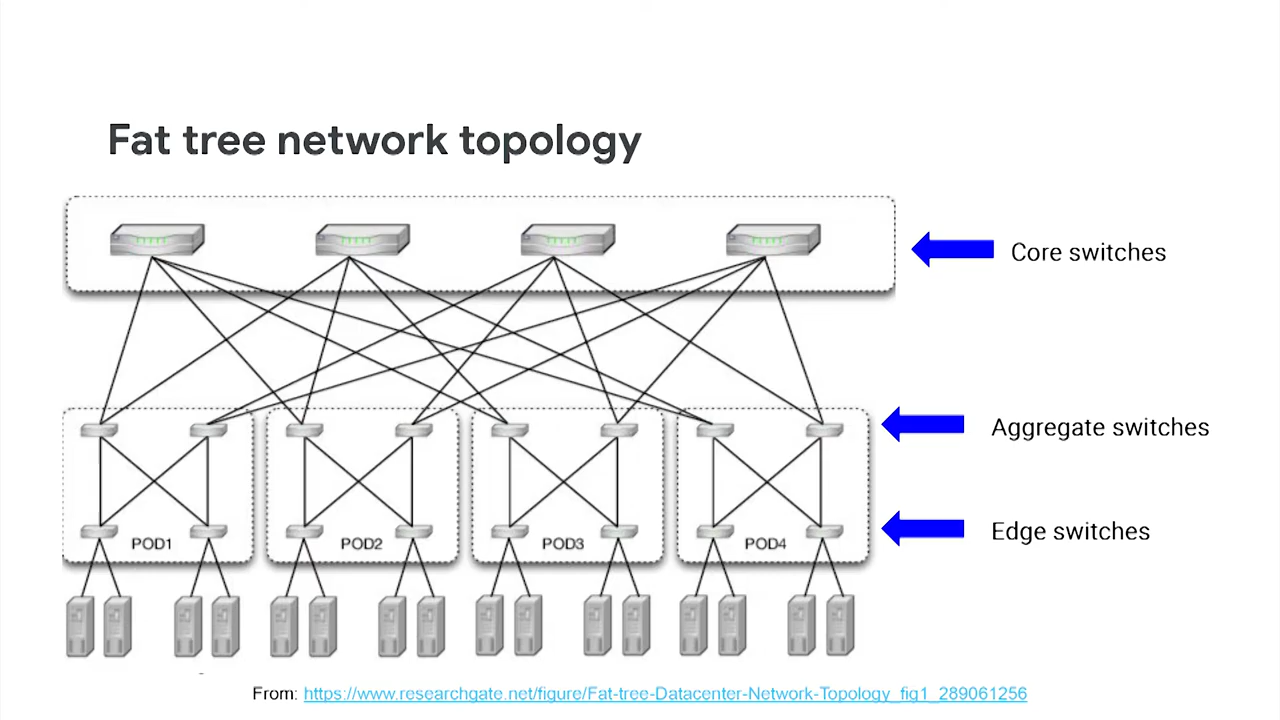 Fat tree network topology
Core switches
Aggregate switches
Edge switches
POD1
POD2
POD3
POD4
From: https://www.researchgate.net/figure/Fat-tree-Datacenter-Network-Topology_fig1_289061256